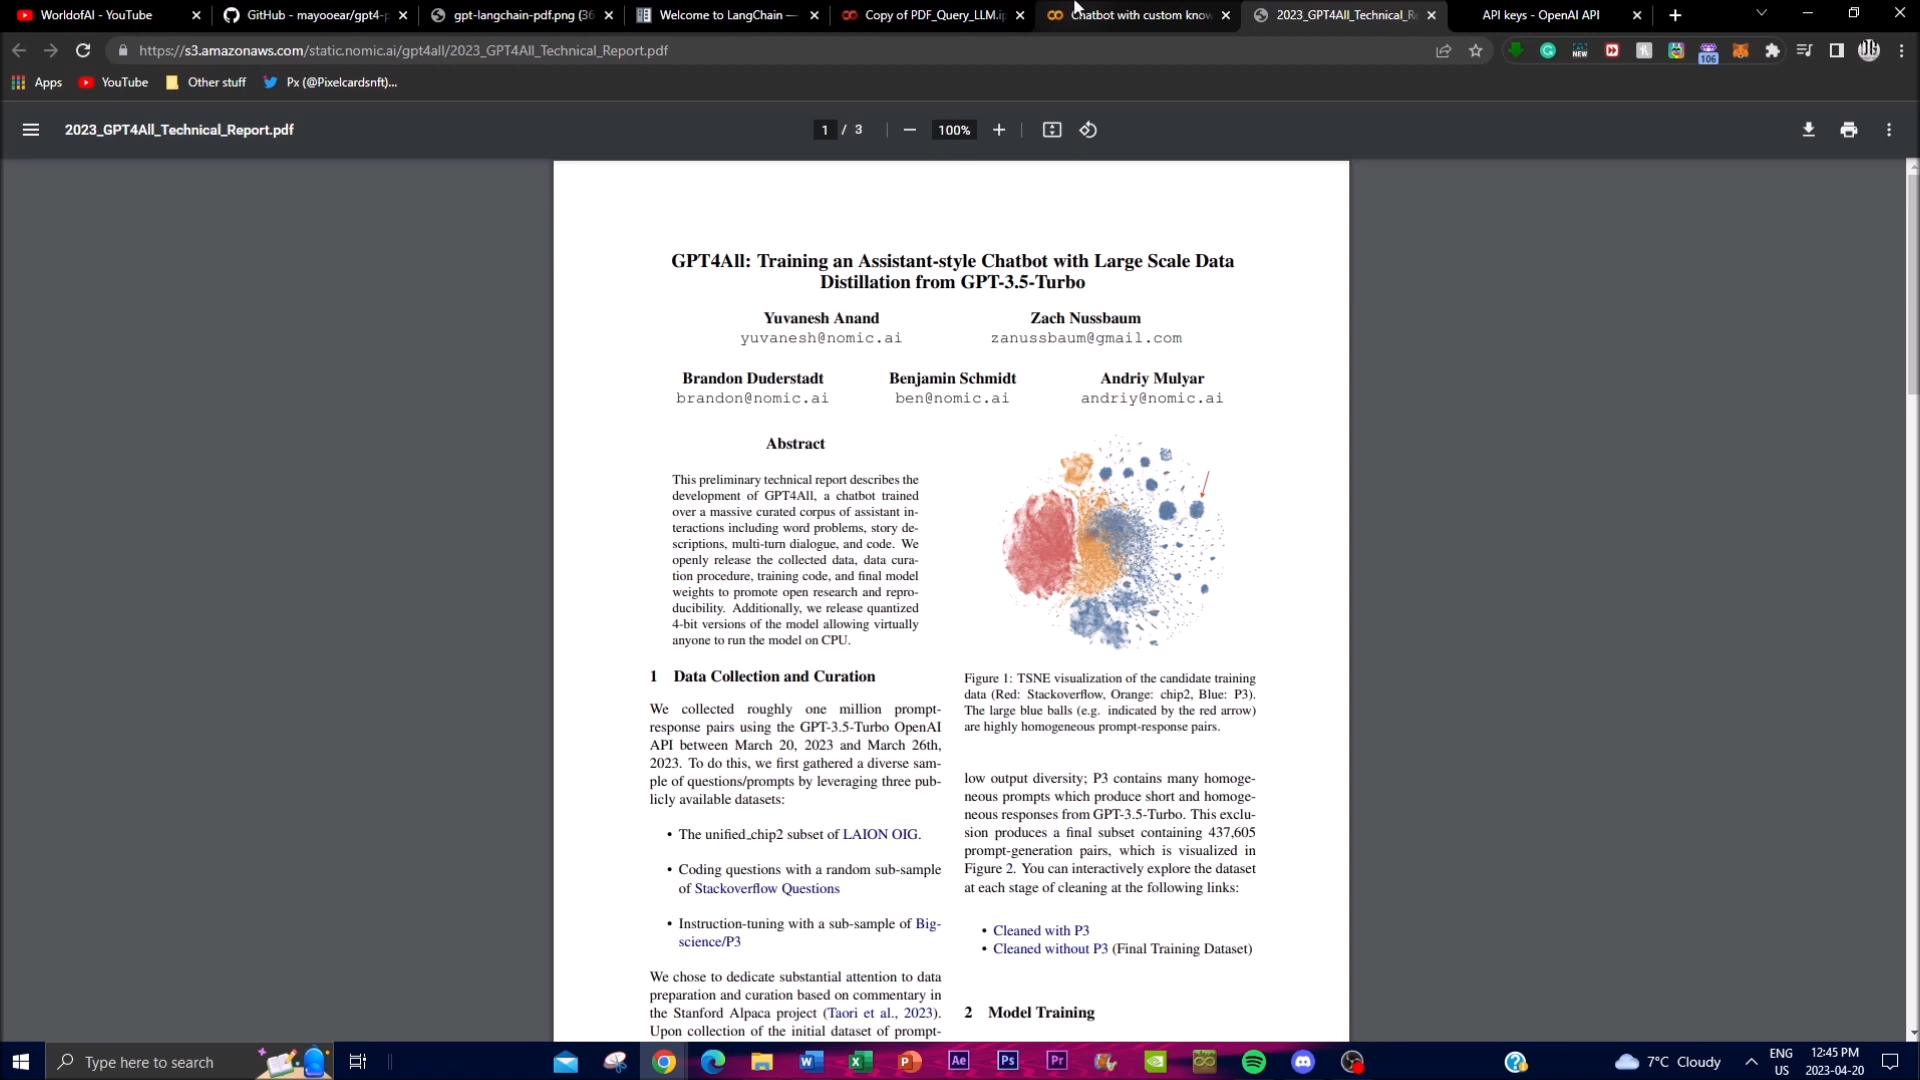 WorldofAI - YouTube
GitHub - mayooear/gpt4-p
gpt-langchain-pdf.png (36
Welcome to LangChain —
Copy of PDF_Query_LLM.ip
Chatbot with custom know
2023_GPT4All_Technical_R
API keys - OpenAI API
https://s3.amazonaws.com/static.nomic.ai/gpt4all/2023_GPT4All_Technical_Report.pdf
NEW
106
Apps
YouTube
Other stuff
Px (@Pixelcardsnft)...
2023_GPT4All_Technical_Report.pdf
1 / 3
100%
GPT4All: Training an Assistant-style Chatbot with Large Scale Data
Distillation from GPT-3.5-Turbo
Yuvanesh Anand
yuvanesh@nomic.ai
Zach Nussbaum
zanussbaum@gmail.com
Brandon Duderstadt
brandon@nomic.ai
Benjamin Schmidt
ben@nomic.ai
Andriy Mulyar
andriy@nomic.ai
Abstract
This preliminary technical report describes the
development of GPT4All, a chatbot trained
over a massive curated corpus of assistant in-
teractions including word problems, story de-
scriptions, multi-turn dialogue, and code. We
openly release the collected data, data cura-
tion procedure, training code, and final model
weights to promote open research and repro-
ducibility. Additionally, we release quantized
4-bit versions of the model allowing virtually
anyone to run the model on CPU.
1 Data Collection and Curation
We collected roughly one million prompt-
response pairs using the GPT-3.5-Turbo OpenAI
API between March 20, 2023 and March 26th,
2023. To do this, we first gathered a diverse sam-
ple of questions/prompts by leveraging three pub-
licly available datasets:
• The unified_chip2 subset of LAION OIG.
• Coding questions with a random sub-sample
of Stackoverflow Questions
• Instruction-tuning with a sub-sample of Big-
science/P3
We chose to dedicate substantial attention to data
preparation and curation based on commentary in
the Stanford Alpaca project (Taori et al., 2023).
Upon collection of the initial dataset of prompt-
Figure 1: TSNE visualization of the candidate training
data (Red: Stackoverflow, Orange: chip2, Blue: P3).
The large blue balls (e.g. indicated by the red arrow)
are highly homogeneous prompt-response pairs.
low output diversity; P3 contains many homoge-
neous prompts which produce short and homoge-
neous responses from GPT-3.5-Turbo. This exclu-
sion produces a final subset containing 437,605
prompt-generation pairs, which is visualized in
Figure 2. You can interactively explore the dataset
at each stage of cleaning at the following links:
• Cleaned with P3
• Cleaned without P3 (Final Training Dataset)
2 Model Training
Type here to search
Ae
Ps
Pr
7°C Cloudy
ENG
US
12:45 PM
2023-04-20